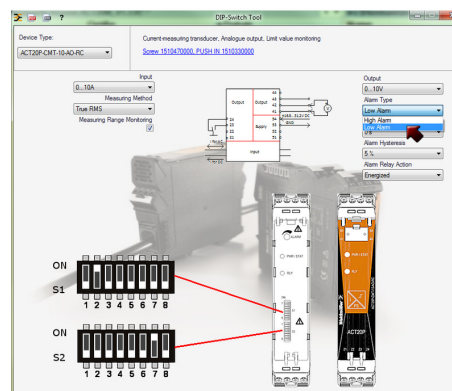 DIP-Switch Tool
Device Type:
ACT20P-CMT-10-AO-RC
Current-measuring transducer, Analogue output, Limit value monitoring
Screw 1510470000, PUSH IN 1510330000
Input
0...10A
Measuring Method
True RMS
Measuring Range Monitoring
Output
0...10V
Alarm Type
Low Alarm
High Alarm
Low Alarm
Alarm Hysteresis
5 %
Alarm Relay Action
Energized
Output
Output
Supply
Input
ALARM
PWR/STAT
RLY
PWR/STAT
RLY
ACT20P
ON
S1
1 2 3 4 5 6 7 8
ON
S2
1 2 3 4 5 6 7 8